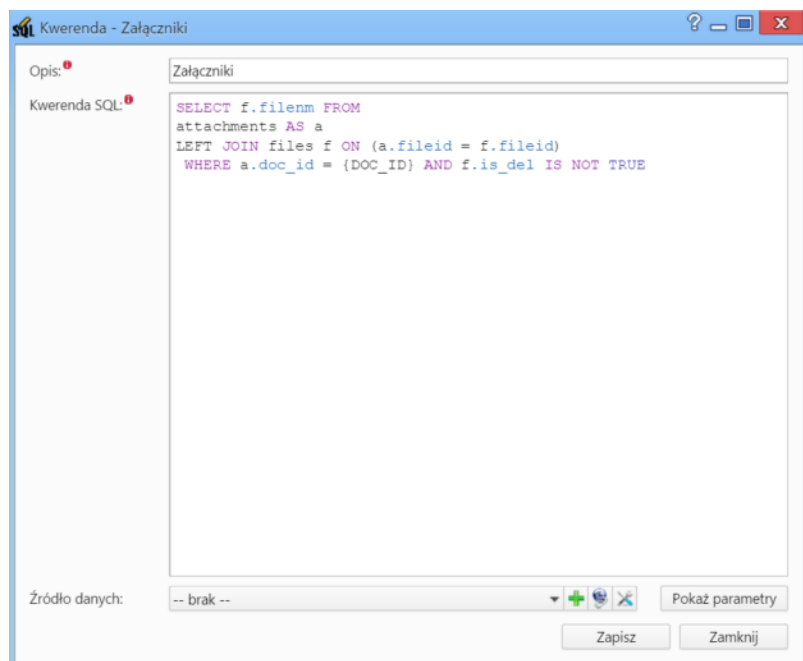 SQL Kwerenda - Załączniki
Opis: Załączniki
Kwerenda SQL:
SELECT f.filenm FROM
attachments AS a
LEFT JOIN files f ON (a.fileid = f.fileid)
WHERE a.doc_id = {DOC_ID} AND f.is_del IS NOT TRUE
Źródło danych: -- brak -- Pokaż parametry
Zapisz Zamknij